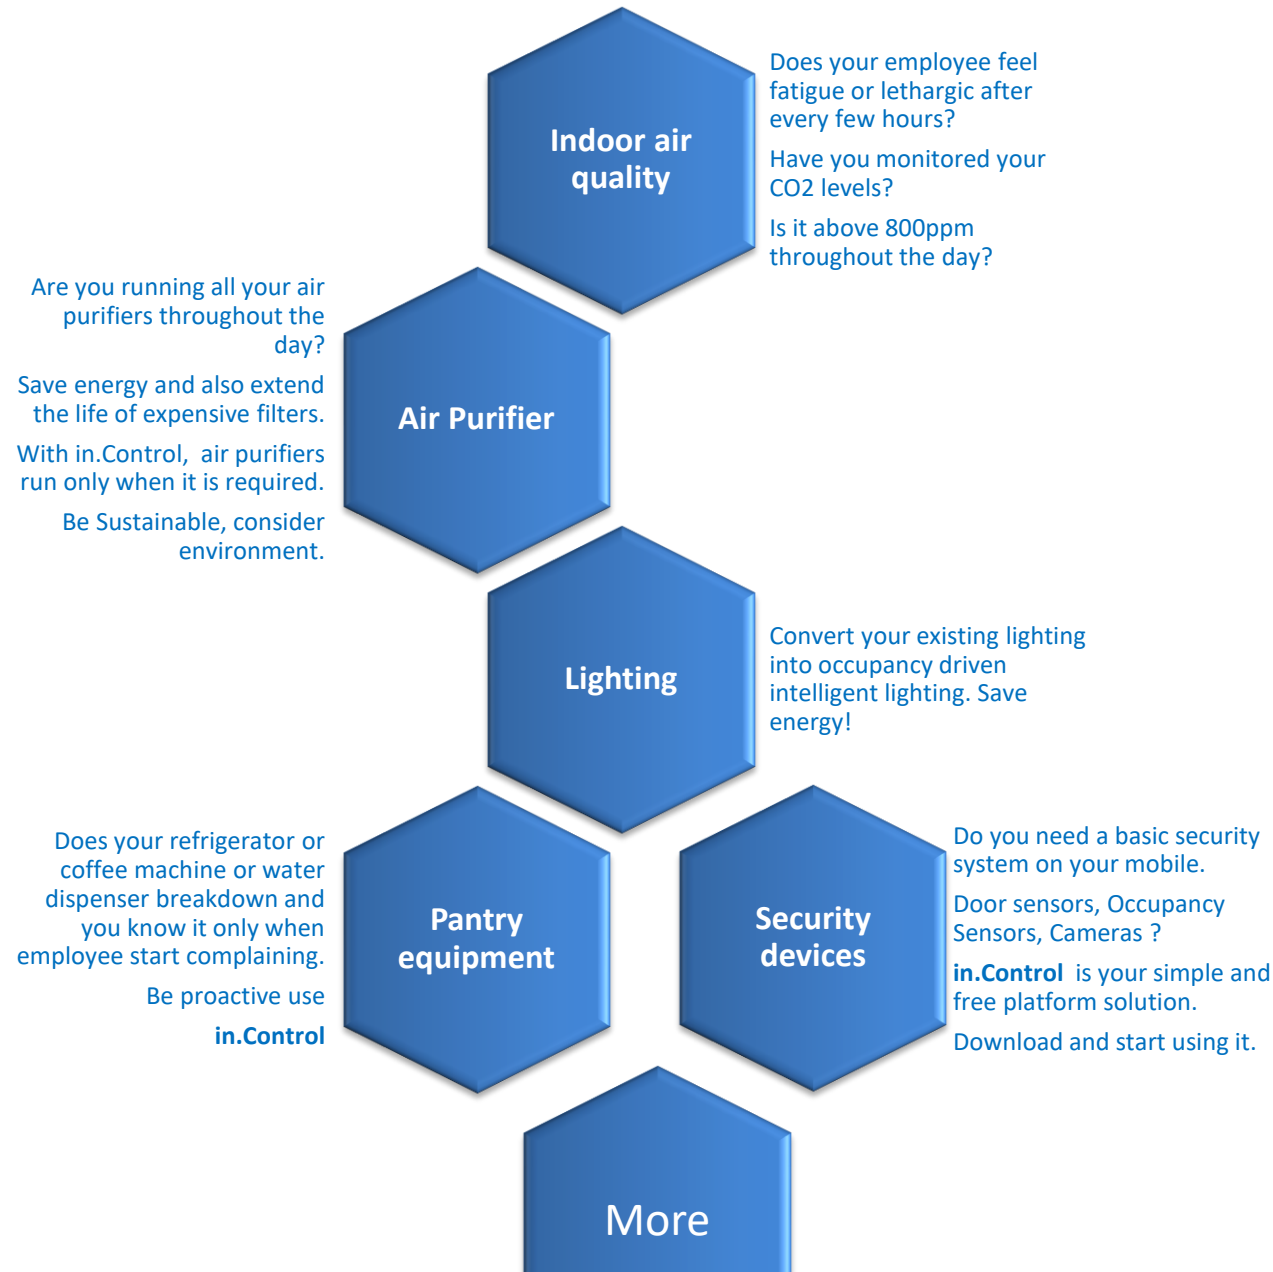 Indoor air
quality
Does your employee feel
fatigue or lethargic after
every few hours?
Have you monitored your
CO2 levels?
Is it above 800ppm
throughout the day?
Are you running all your air
purifiers throughout the
day?
Save energy and also extend
the life of expensive filters.
With in.Control, air purifiers
run only when it is required.
Be Sustainable, consider
environment.
Air Purifier
Lighting
Convert your existing lighting
into occupancy driven
intelligent lighting. Save
energy!
Does your refrigerator or
coffee machine or water
dispenser breakdown and
you know it only when
employee start complaining.
Be proactive use
in.Control
Pantry
equipment
Security
devices
Do you need a basic security
system on your mobile.
Door sensors, Occupancy
Sensors, Cameras ?
in.Control is your simple and
free platform solution.
Download and start using it.
More